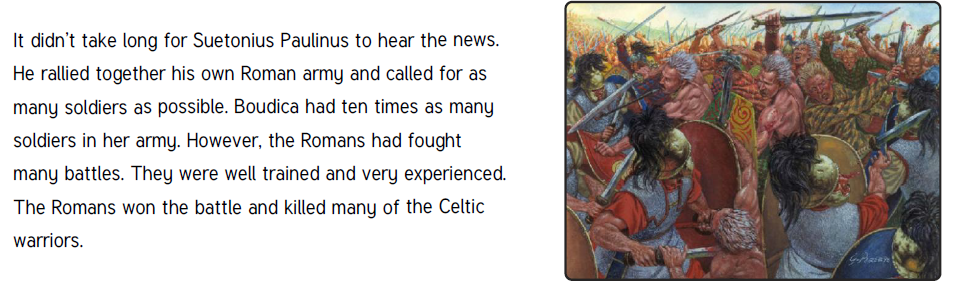 It didn't take long for Suetonius Paulinus to hear the news.
He rallied together his own Roman army and called for as
many soldiers as possible. Boudica had ten times as many
soldiers in her army. However, the Romans had fought
many battles. They were well trained and very experienced.
The Romans won the battle and killed many of the Celtic
warriors.